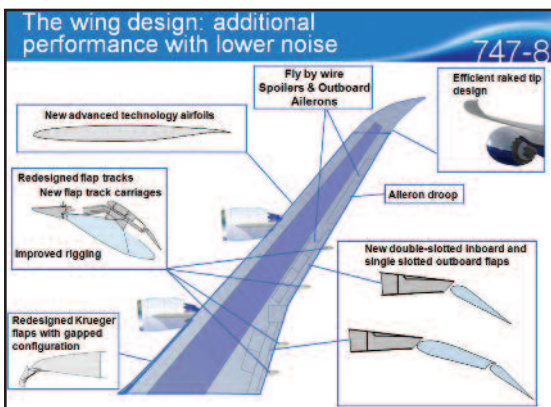 The wing design: additional
performance with lower noise
747-8
Fly by wire
Spoilers & Outboard
Ailerons
Efficient raked tip
design
New advanced technology airfoils
Redesigned flap tracks
New flap track carriages
Improved rigging
Aileron droop
New double-slotted inboard and
single slotted outboard flaps
Redesigned Krueger
flaps with gapped
configuration